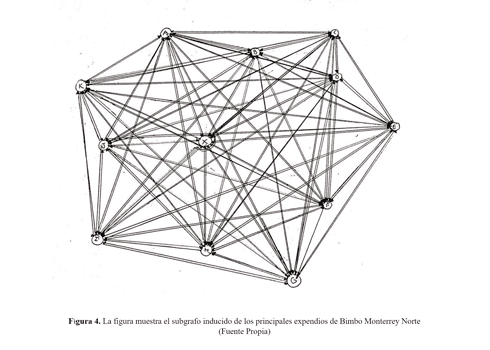 A
B
K
D
E
X
H
G
Figura 4. La figura muestra el subgrafo inducido de los principales expendios de Bimbo Monterrey Norte
(Fuente Propia)